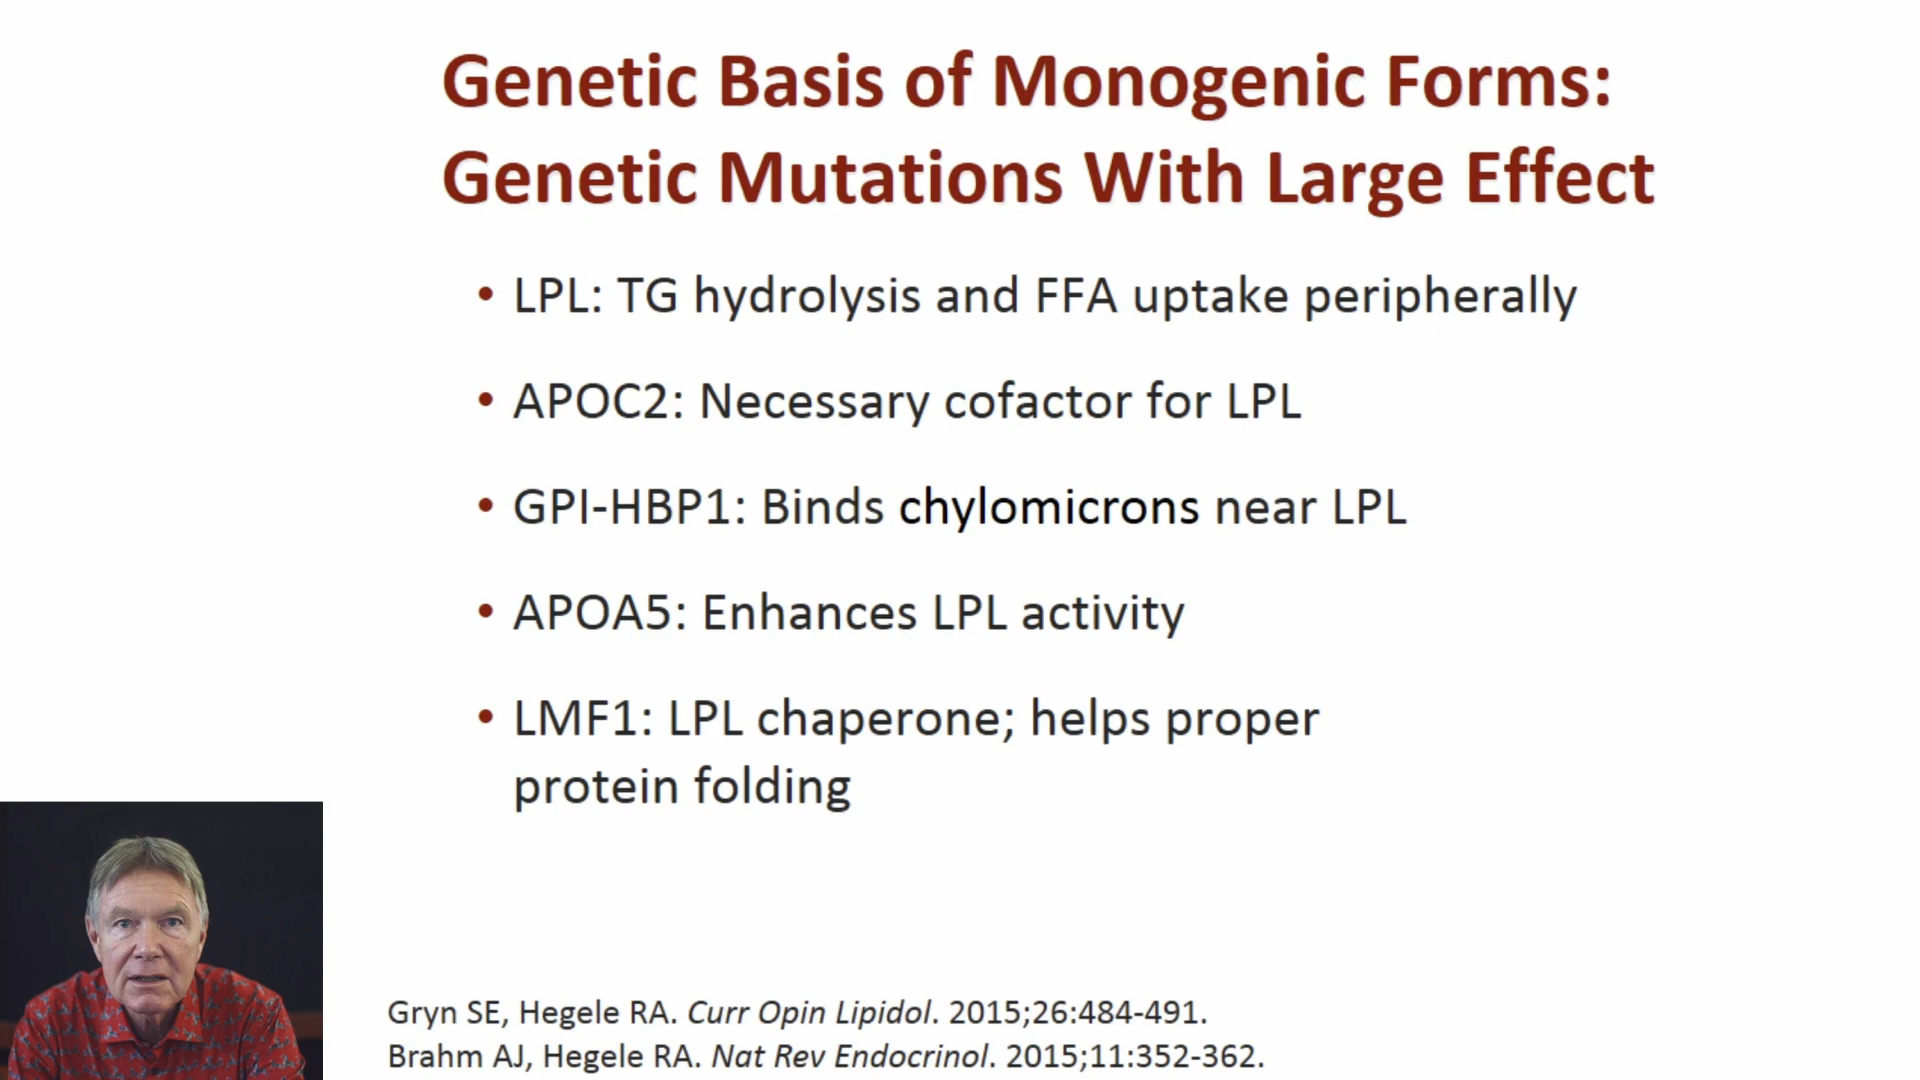 Genetic Basis of Monogenic Forms:
Genetic Mutations With Large Effect
• LPL: TG hydrolysis and FFA uptake peripherally
• APOC2: Necessary cofactor for LPL
• GPI-HBP1: Binds chylomicrons near LPL
• APOA5: Enhances LPL activity
• LMF1: LPL chaperone; helps proper
protein folding
Gryn SE, Hegele RA. Curr Opin Lipidol. 2015;26:484-491.
Brahm AJ, Hegele RA. Nat Rev Endocrinol. 2015;11:352-362.